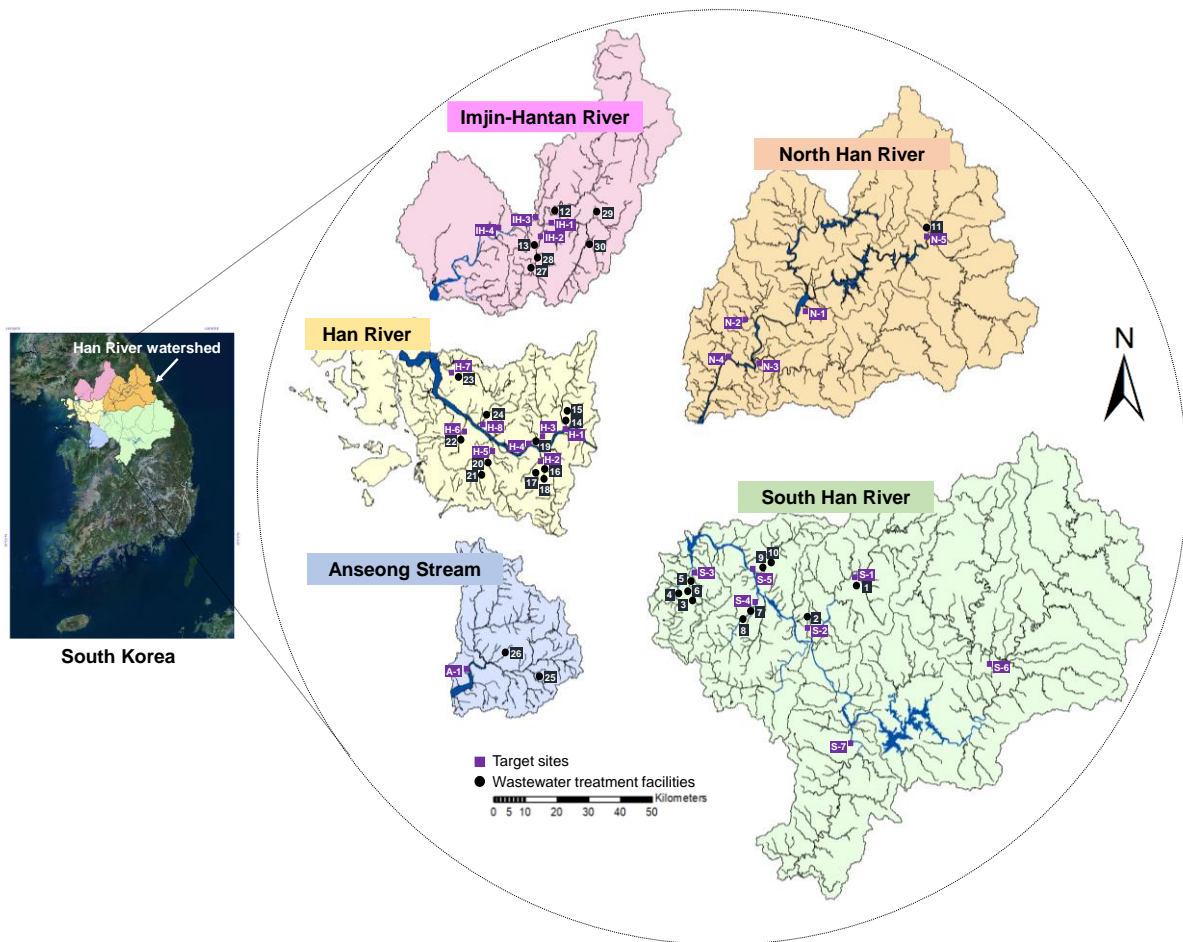 Imjin-Hantan River
IH-3
12
29
IH-1
IH-4
IH-2
13
30
28
27
North Han River
11
N-5
N-1
N-2
N-4
N-3
N
Han River watershed
South Korea
Han River
H-7
23
24
15
14
H-8
H-6
H-3
H-1
22
H-4
19
H-5
H-2
20
16
21
17
18
South Han River
9
10
S-3
S-5
S-1
5
1
4
6
3
S-4
7
2
8
S-2
S-6
S-7
Anseong Stream
26
A-1
25
Target sites
Wastewater treatment facilities
Kilometers
0 5 10 20 30 40 50